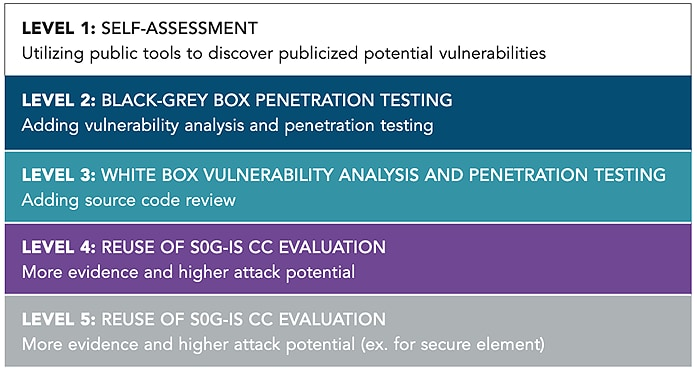 LEVEL 1: SELF-ASSESSMENT
Utilizing public tools to discover publicized potential vulnerabilities
LEVEL 2: BLACK-GREY BOX PENETRATION TESTING
Adding vulnerability analysis and penetration testing
LEVEL 3: WHITE BOX VULNERABILITY ANALYSIS AND PENETRATION TESTING
Adding source code review
LEVEL 4: REUSE OF S0G-IS CC EVALUATION
More evidence and higher attack potential
LEVEL 5: REUSE OF S0G-IS CC EVALUATION
More evidence and higher attack potential (ex. for secure element)